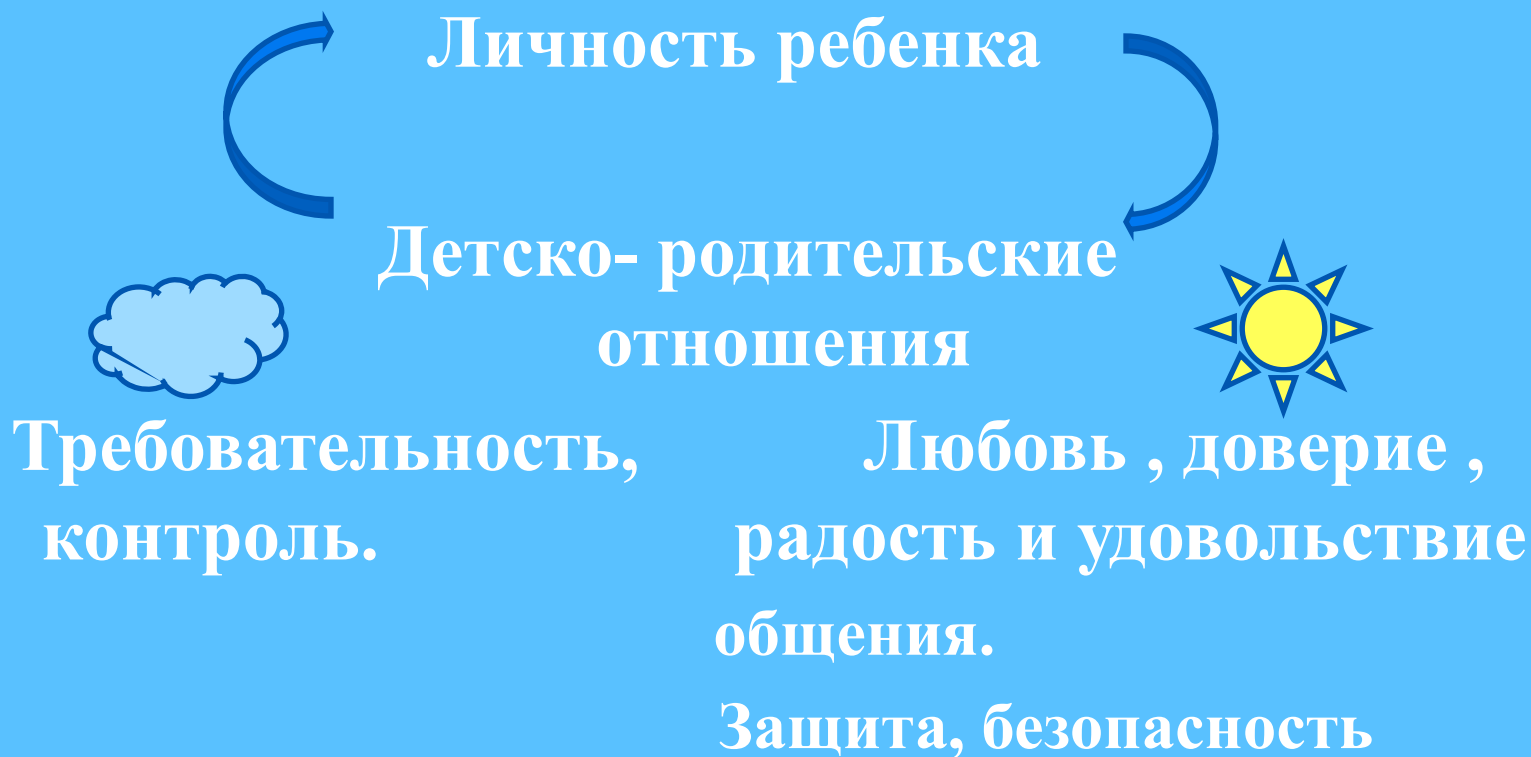 Личность ребенка
Детско- родительские
отношения
Требовательность, Любовь , доверие ,
контроль. радость и удовольствие
общения.
Защита, безопасность